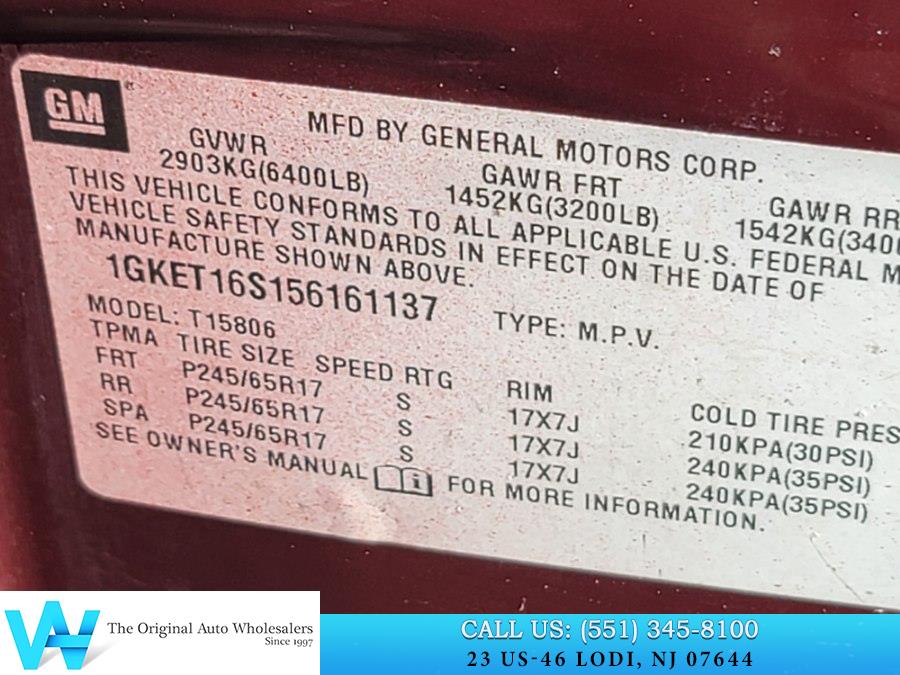 GM
MFD BY GENERAL MOTORS CORP.
GVWR GAWR FRT GAWR RR
2903KG(6400LB) 1452KG(3200LB) 1542KG(340
THIS VEHICLE CONFORMS TO ALL APPLICABLE U.S. FEDERAL M
VEHICLE SAFETY STANDARDS IN EFFECT ON THE DATE OF
MANUFACTURE SHOWN ABOVE.
1GKET16S156161137 TYPE: M.P.V.
MODEL: T15806
TPMA TIRE SIZE SPEED RTG RIM COLD TIRE PRES
FRT P245/65R17 S 17X7J 210KPA(30PSI)
RR P245/65R17 S 17X7J 240KPA(35PSI)
SPA P245/65R17 S 17X7J 240KPA(35PSI)
SEE OWNER'S MANUAL FOR MORE INFORMATION.
The Original Auto Wholesalers
Since 1997
CALL US: (551) 345-8100
23 US-46 LODI, NJ 07644